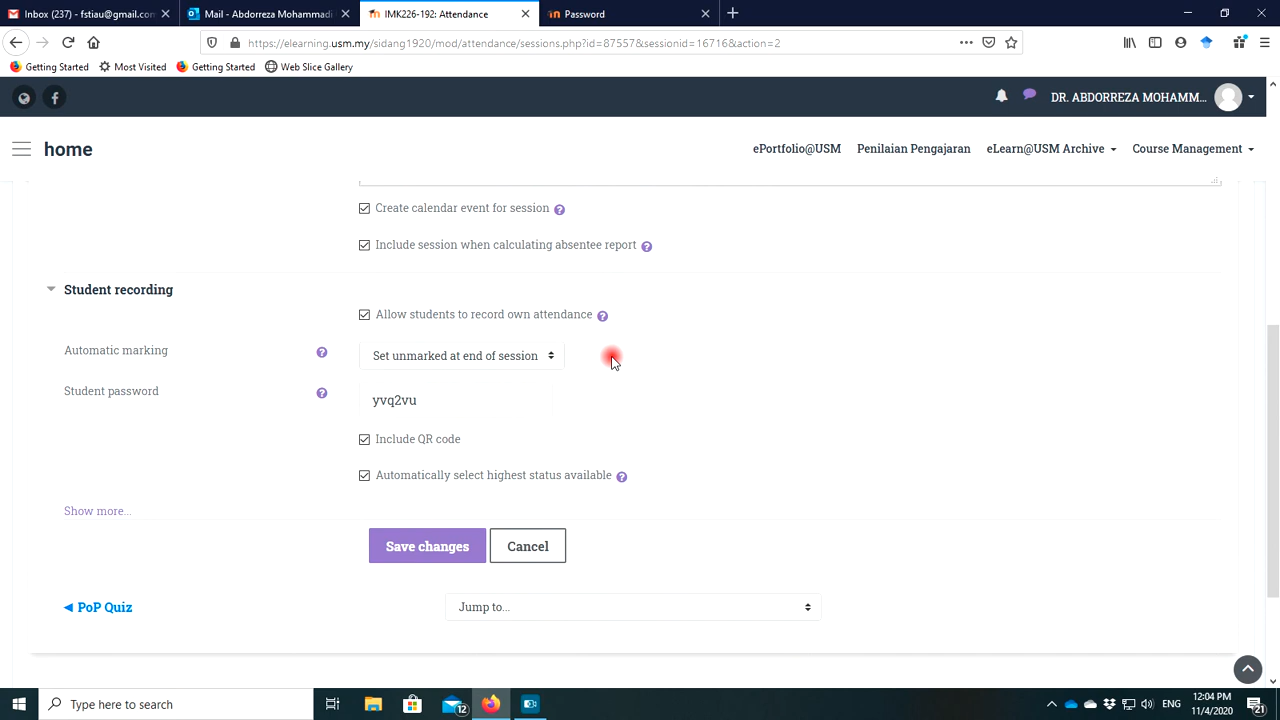 Inbox (237) - fstiau@gmail.com
Mail - Abdorreza Mohammadi
IMK226-192: Attendance
Password
https://elearning.usm.my/sidang1920/mod/attendance/sessions.php?id=87557&sessionid=16716&action=2
Getting Started
Most Visited
Getting Started
Web Slice Gallery
DR. ABDORREZA MOHAMM...
home
ePortfolio@USM
Penilaian Pengajaran
eLearn@USM Archive
Course Management
Create calendar event for session
Include session when calculating absentee report
Student recording
Allow students to record own attendance
Automatic marking
Set unmarked at end of session
Student password
yvq2vu
Include QR code
Automatically select highest status available
Show more...
Save changes
Cancel
PoP Quiz
Jump to...
Type here to search
12
ENG
12:04 PM
11/4/2020
21